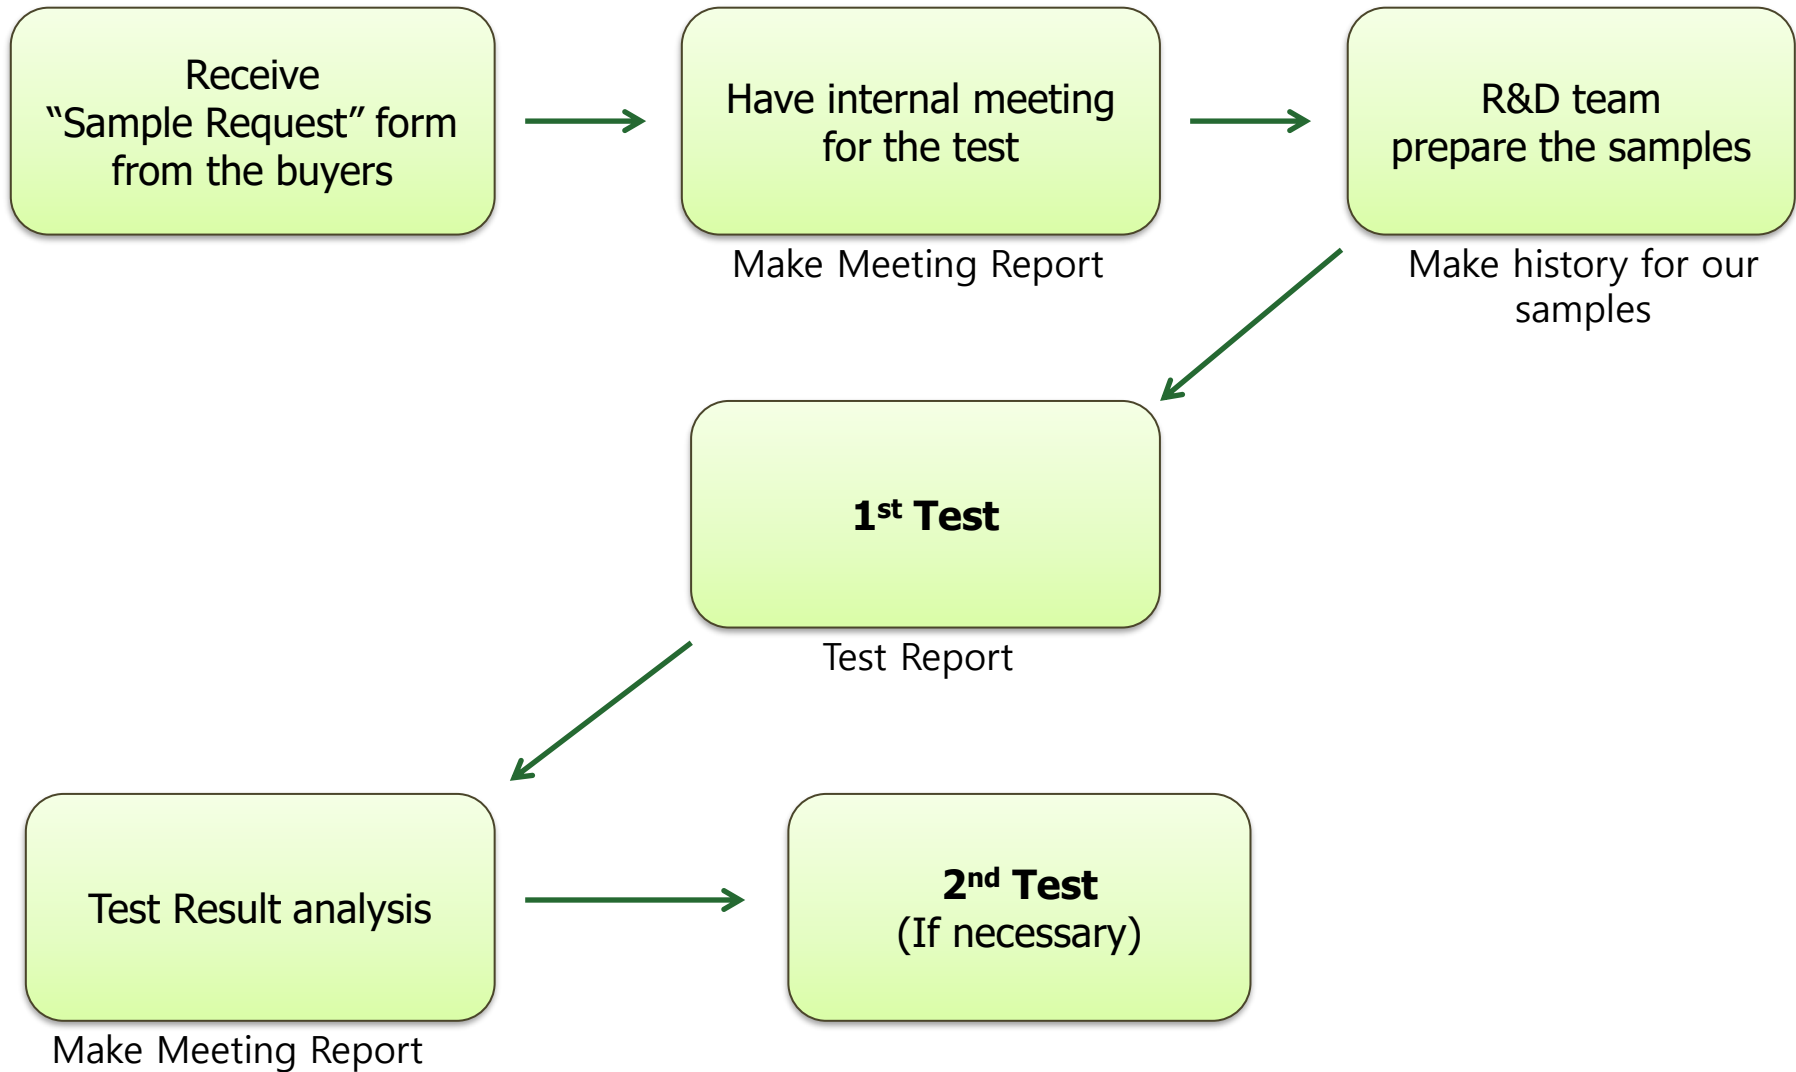 Receive
“Sample Request” form
from the buyers
Have internal meeting
for the test
Make Meeting Report
R&D team
prepare the samples
Make history for our
samples
1st Test
Test Report
Test Result analysis
Make Meeting Report
2nd Test
(If necessary)